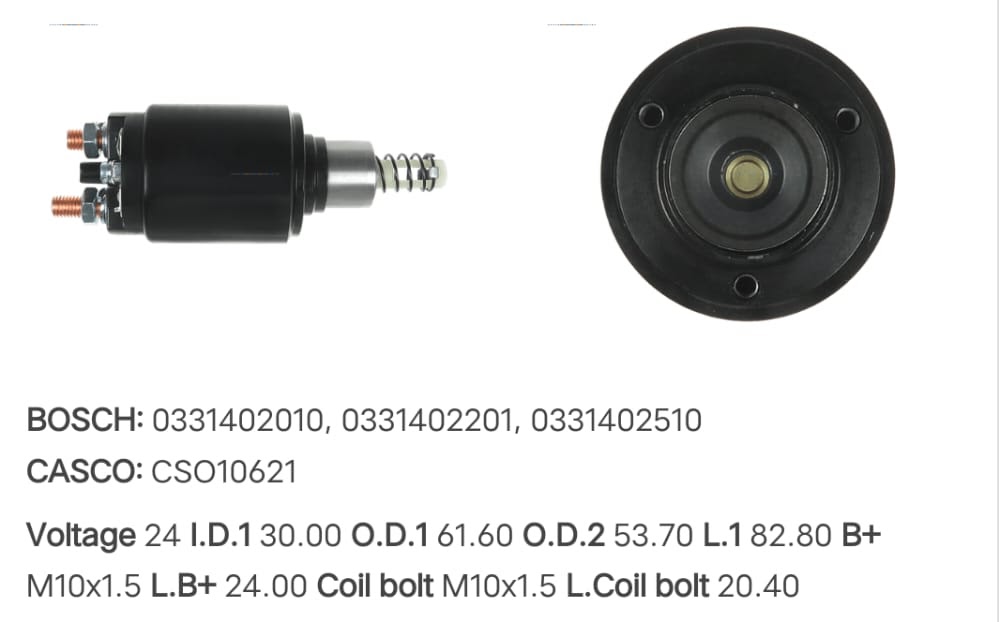 BOSCH: 0331402010, 0331402201, 0331402510
CASCO: CSO10621
Voltage 24 I.D.1 30.00 O.D.1 61.60 O.D.2 53.70 L.1 82.80 B+
M10x1.5 L.B+ 24.00 Coil bolt M10x1.5 L.Coil bolt 20.40